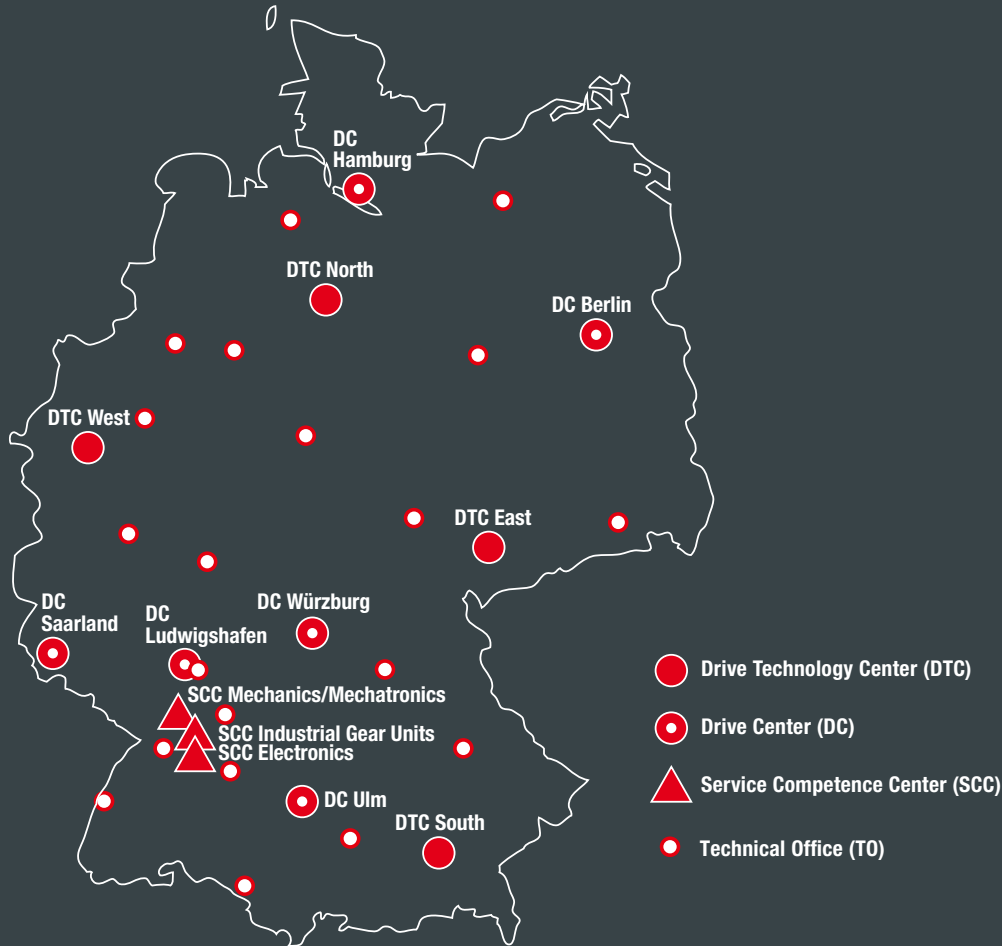 DC
Hamburg
DTC North
DC Berlin
DTC West
DTC East
DC
Saarland
DC
Ludwigshafen
DC Würzburg
SCC Mechanics/Mechatronics
SCC Industrial Gear Units
SCC Electronics
DC Ulm
DTC South
Drive Technology Center (DTC)
Drive Center (DC)
Service Competence Center (SCC)
Technical Office (TO)